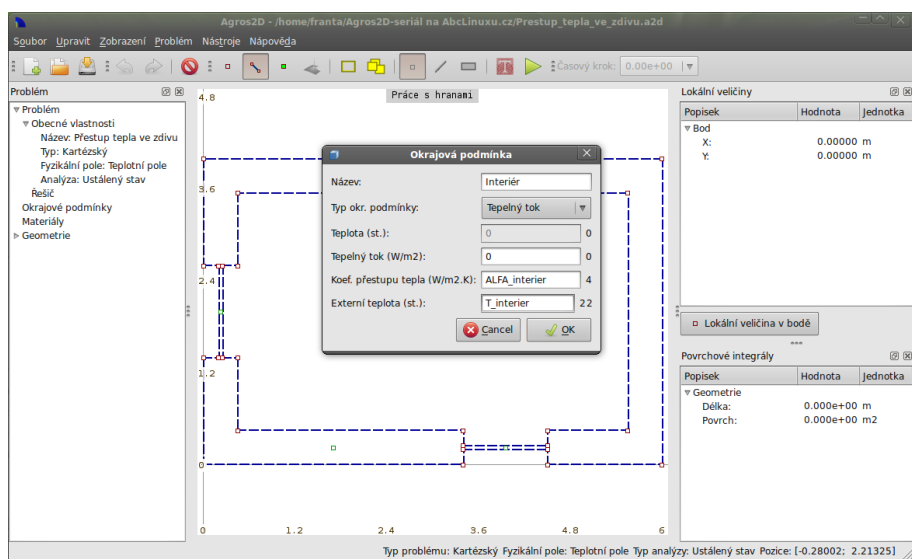 Agros2D - /home/franta/Agros2D-seriál na AbcLinuxu.cz/Prestup_tepla_ve_zdivu.a2d
Soubor Upravit Zobrazení Problém Nástroje Nápověda
Časový krok: 0.00e+00
Problém
Problém
Obecné vlastnosti
Název: Přestup tepla ve zdivu
Typ: Kartézský
Fyzikální pole: Teplotní pole
Analýza: Ustálený stav
Řešič
Okrajové podmínky
Materiály
Geometrie
Práce s hranami
4.8
3.6
2.4
1.2
0
0 1.2 2.4 3.6 4.8 6
Okrajová podmínka
Název: Interiér
Typ okr. podmínky: Tepelný tok
Teplota (st.): 0 0
Tepelný tok (W/m2): 0 0
Koef. přestupu tepla (W/m2.K): ALFA_interier 4
Externí teplota (st.): T_interier 22
Cancel OK
Lokální veličiny
Popisek Hodnota Jednotka
Bod
X: 0.00000 m
Y: 0.00000 m
Lokální veličina v bodě
Povrchové integrály
Popisek Hodnota Jednotka
Geometrie
Délka: 0.000e+00 m
Povrch: 0.000e+00 m2
Typ problému: Kartézský Fyzikální pole: Teplotní pole Typ analýzy: Ustálený stav Pozice: [-0.28002; 2.21325]